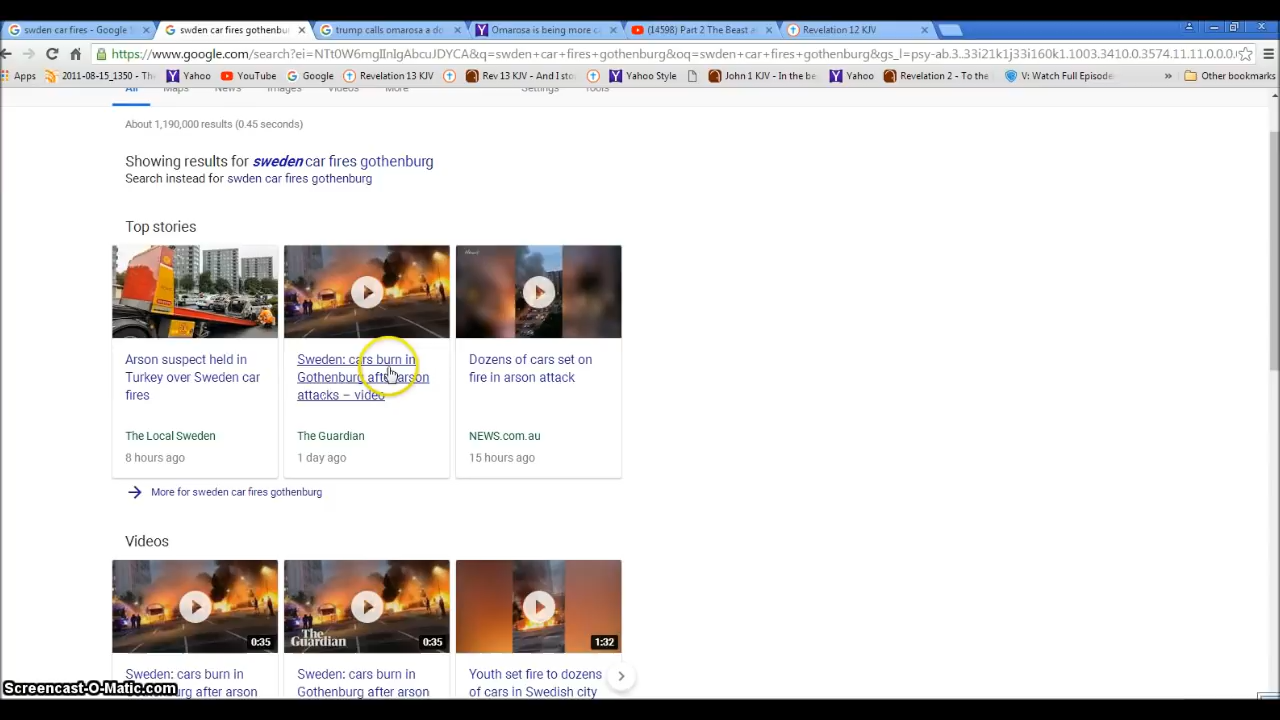 swden car fires - Google
swden car fires gothenbu
trump calls omarosa a do
Omarosa is being more c
(14598) Part 2 The Beast a
Revelation 12 KJV
https://www.google.com/search?ei=NTt0W6mgIInIgAbcuJDYCA&q=swden+car+fires+gothenburg&oq=swden+car+fires+gothenburg&gs_l=psy-ab.3..33i21k1j33i160k1.1003.3410.0.3574.11.11.0.0.0
Apps
2011-08-15_1350 - Th
Yahoo
YouTube
Google
Revelation 13 KJV
Rev 13 KJV - And I sto
Yahoo Style
John 1 KJV - In the be
Yahoo
Revelation 2 - To the
V: Watch Full Episode
»
Other bookmarks
All Maps News Images Videos More Settings Tools
About 1,190,000 results (0.45 seconds)
Showing results for sweden car fires gothenburg
Search instead for swden car fires gothenburg
Top stories
Arson suspect held in
Turkey over Sweden car
fires
The Local Sweden
8 hours ago
Sweden: cars burn in
Gothenburg after arson
attacks – video
The Guardian
1 day ago
Dozens of cars set on
fire in arson attack
NEWS.com.au
15 hours ago
More for sweden car fires gothenburg
Videos
0:35
The
Guardian
0:35
1:32
Sweden: cars burn in
Gothenburg after arson
Sweden: cars burn in
Gothenburg after arson
Youth set fire to dozens
of cars in Swedish city
Screencast-O-Matic.com